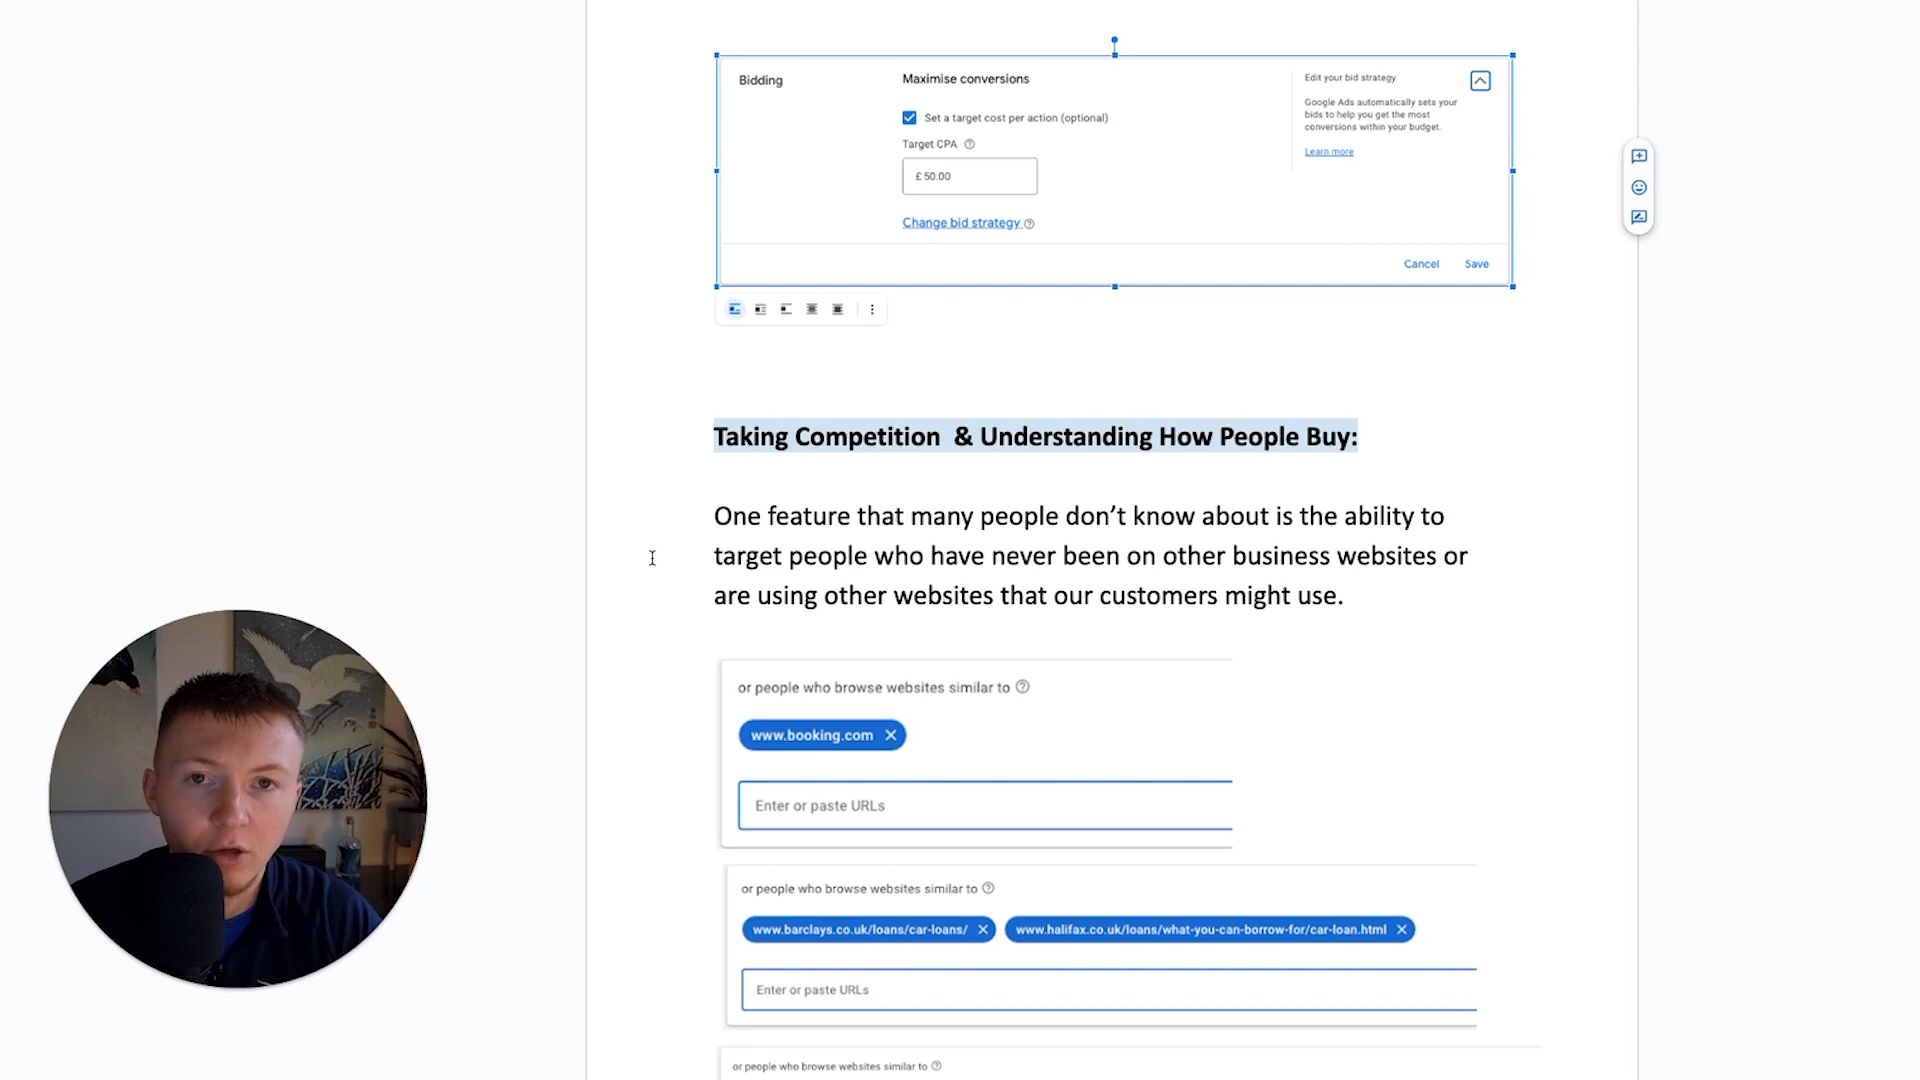 Bidding
Maximise conversions
Set a target cost per action (optional)
Target CPA
£ 50.00
Change bid strategy
Edit your bid strategy
Google Ads automatically sets your
bids to help you get the most
conversions within your budget.
Learn more
Cancel Save
Taking Competition  & Understanding How People Buy:
One feature that many people don’t know about is the ability to
target people who have never been on other business websites or
are using other websites that our customers might use.
or people who browse websites similar to
www.booking.com
Enter or paste URLs
or people who browse websites similar to
www.barclays.co.uk/loans/car-loans/ www.halifax.co.uk/loans/what-you-can-borrow-for/car-loan.html
Enter or paste URLs
or people who browse websites similar to